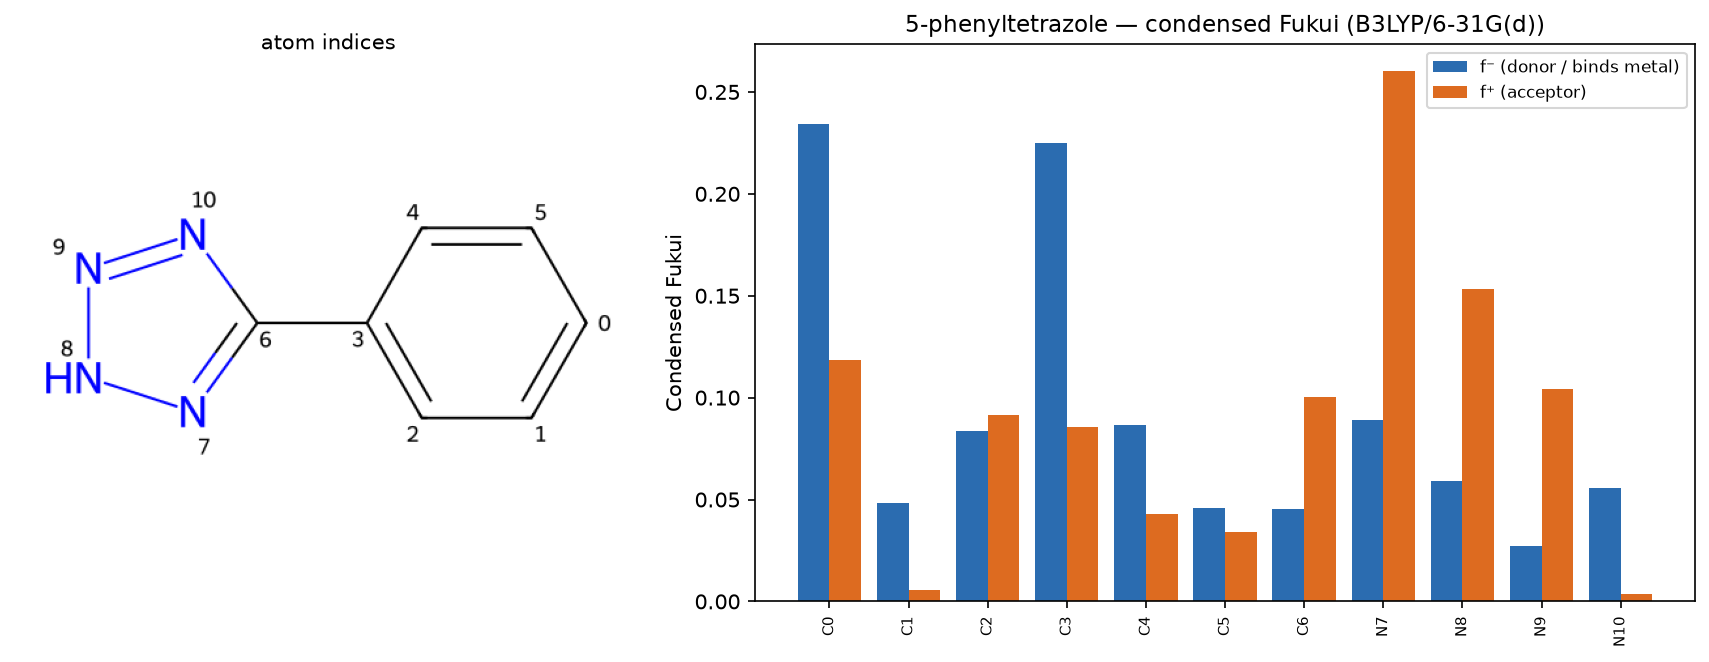 atom indices
10
N
9
N
8
HN
N
7
6
3
4
5
0
2
1
5-phenyltetrazole — condensed Fukui (B3LYP/6-31G(d))
f⁻ (donor / binds metal)
f⁺ (acceptor)
Condensed Fukui
0.25
0.20
0.15
0.10
0.05
0.00
C0
C1
C2
C3
C4
C5
C6
N7
N8
N9
N10